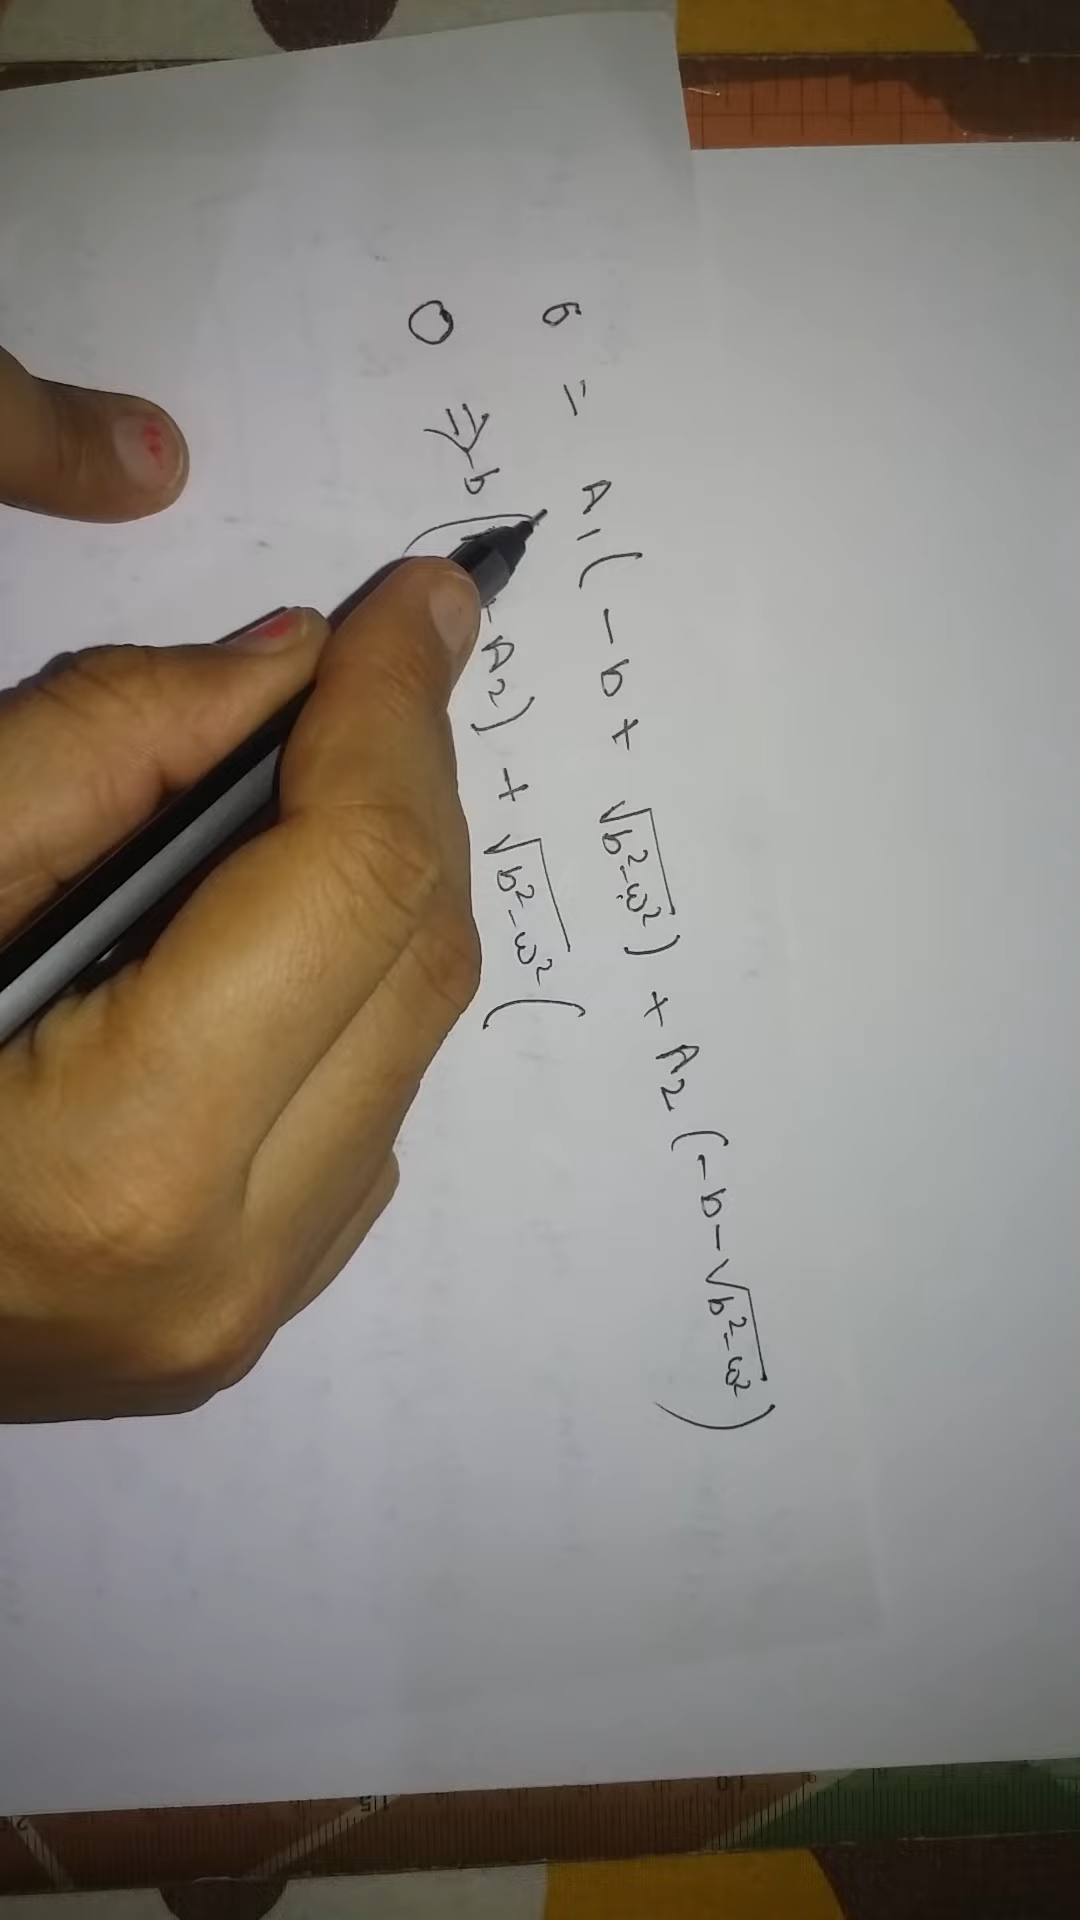 0 = A₁(-b+√(b²-ω²)) + A₂(-b-√(b²-ω²))
0 ⇒ -b( -A₂) + √(b²-ω²) (